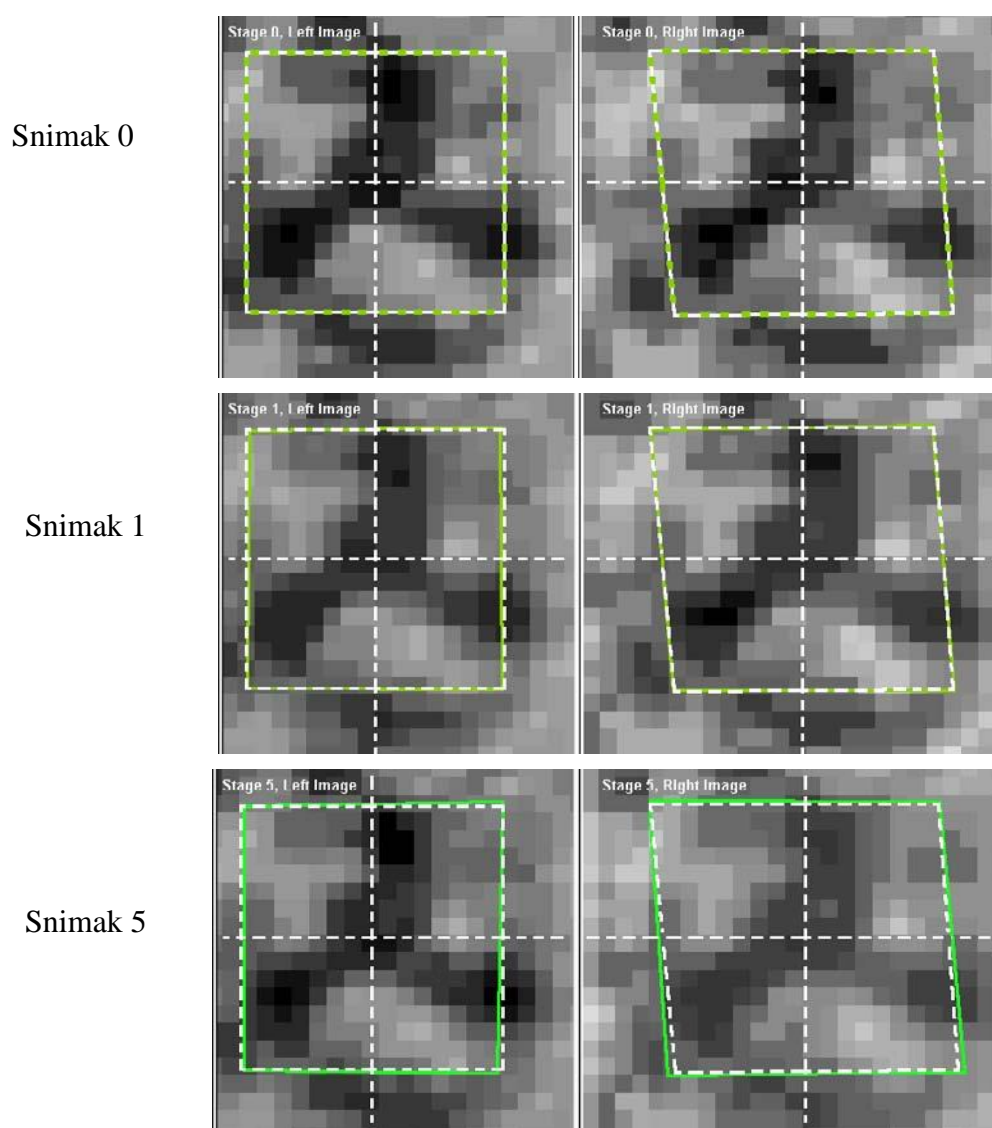 Stage 0, Left Image
Stage 0, Right Image
Snimak 0
Stage 1, Left Image
Stage 1, Right Image
Snimak 1
Stage 5, Left Image
Stage 5, Right Image
Snimak 5